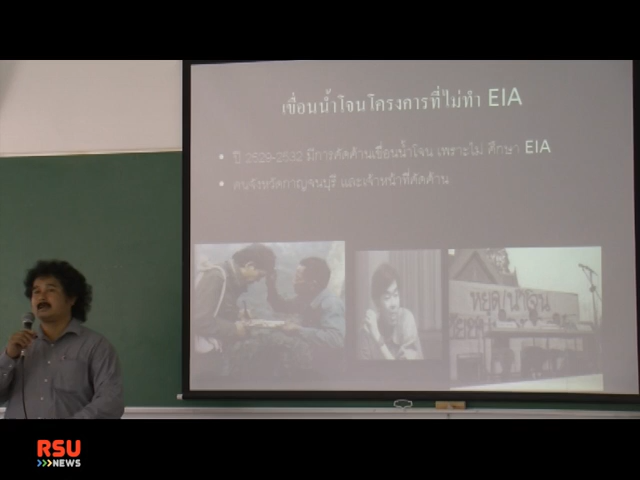 เขื่อนน้ำโจนโครงการที่ไม่ทำ EIA
• ปี 2529-2532 มีการคัดค้านเขื่อนน้ำโจน เพราะไม่ ศึกษา EIA
• คนจังหวัดกาญจนบุรี และเจ้าหน้าที่คัดค้าน
หยุดน้ำโจน
RSU
NEWS